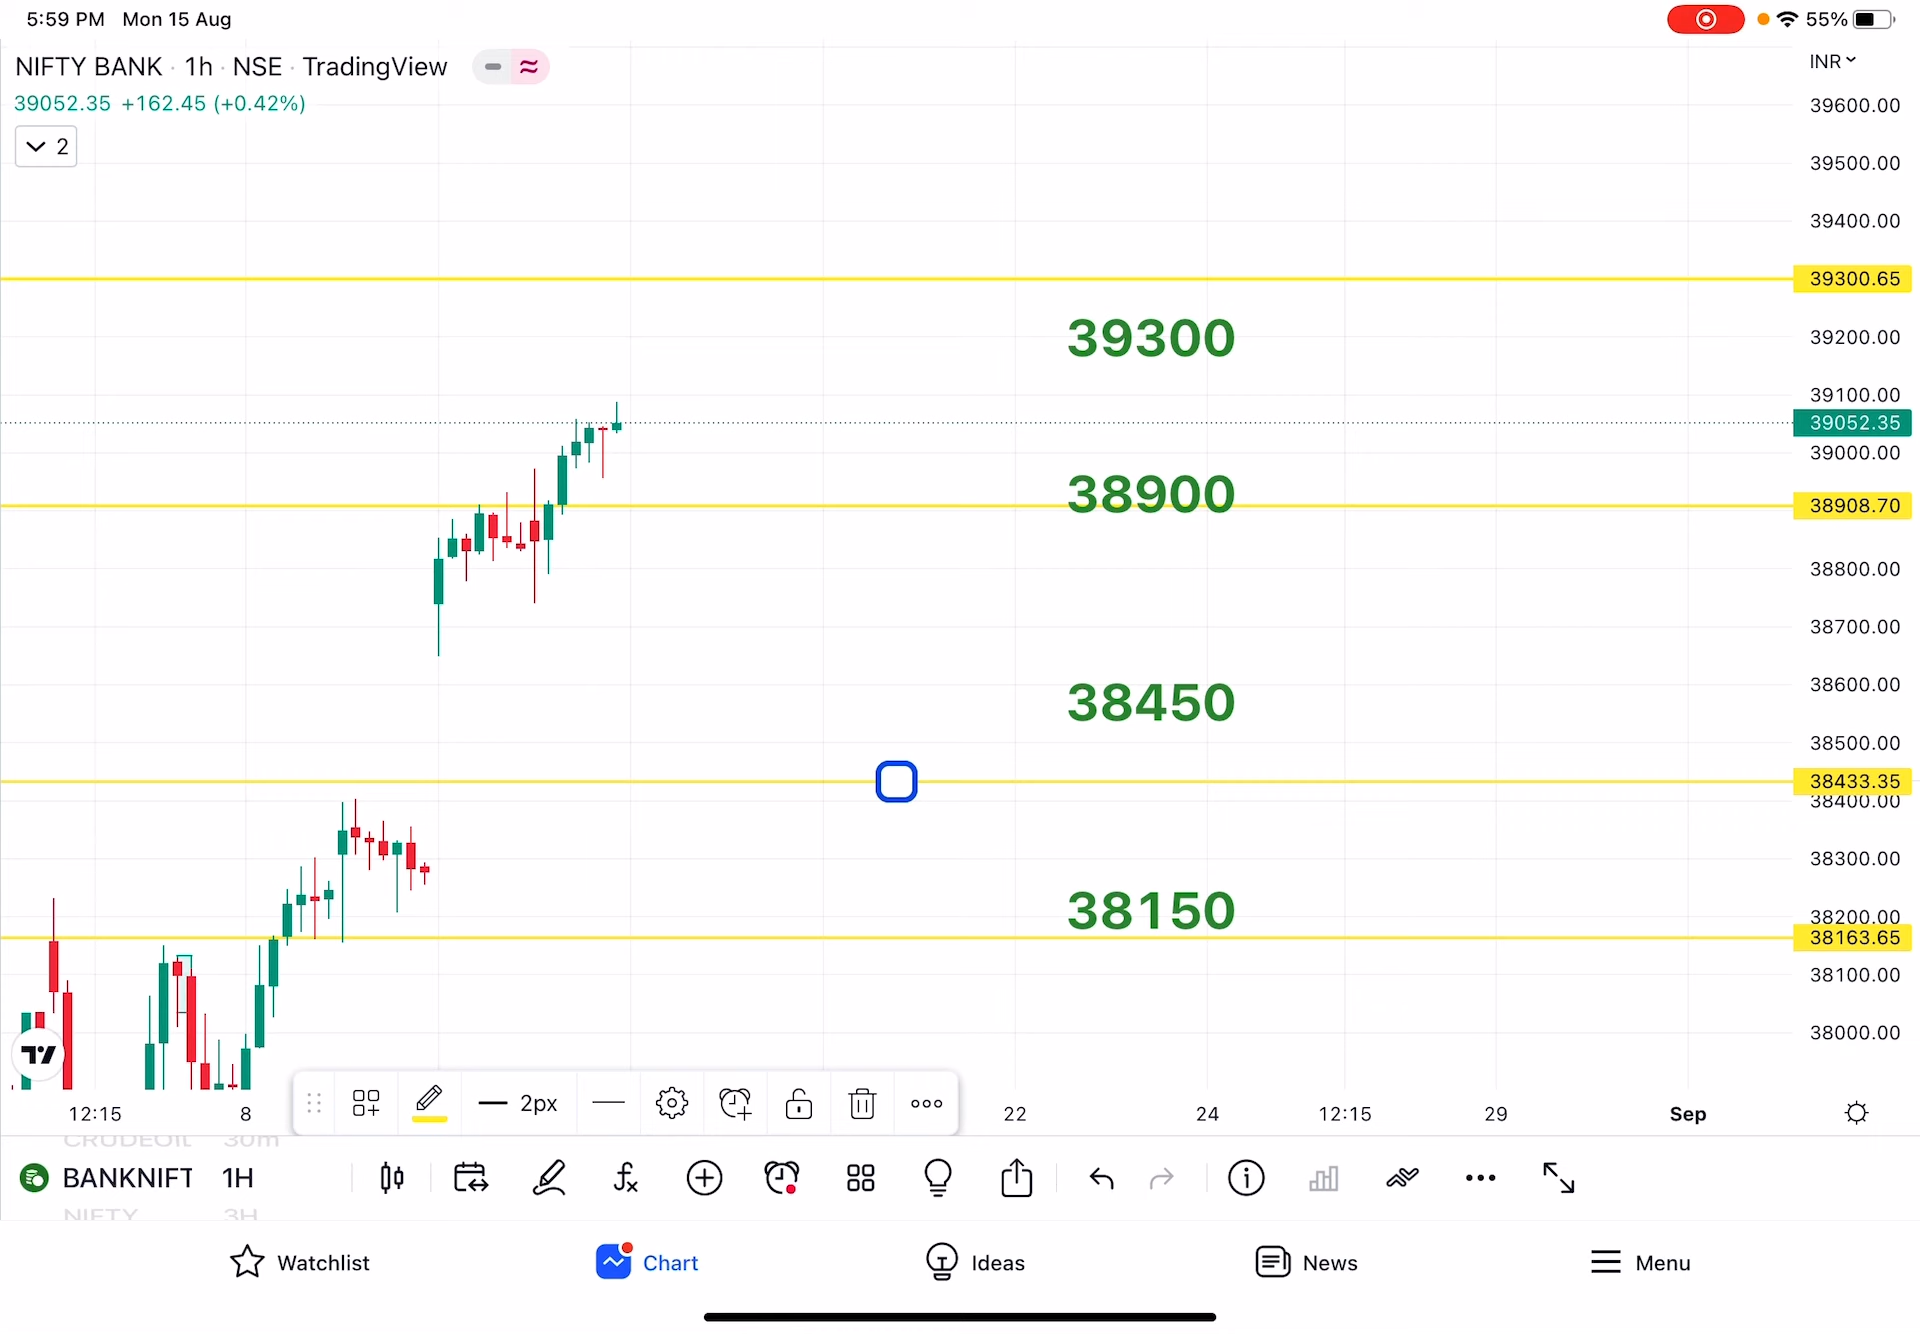 5:59 PM Mon 15 Aug
55%
NIFTY BANK · 1h · NSE · TradingView
INR
39052.35 +162.45 (+0.42%)
2
39600.00
39500.00
39400.00
39300.65
39300
39200.00
39100.00
39052.35
39000.00
38900
38908.70
38800.00
38700.00
38600.00
38450
38500.00
38433.35
38400.00
38300.00
38150
38200.00
38163.65
38100.00
38000.00
2px
12:15 8 22 24 12:15 29 Sep
CRUDEOIL 30m
BANKNIFT 1H
NIFTY 3H
Watchlist Chart Ideas News Menu